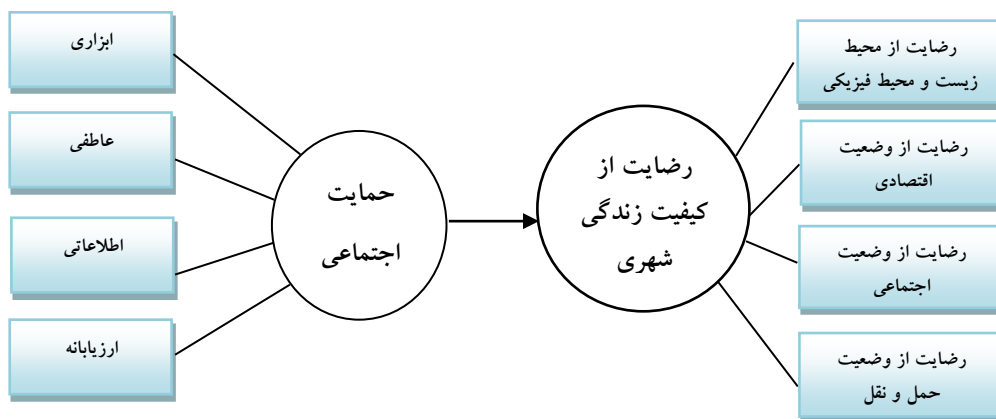 رضایت از محیط
زیست و محیط فیزیکی
رضایت از وضعیت
اقتصادی
رضایت از وضعیت
اجتماعی
رضایت از وضعیت
حمل و نقل
رضایت از
کیفیت زندگی
شهری
حمایت
اجتماعی
ابزاری
عاطفی
اطلاعاتی
ارزیابانه